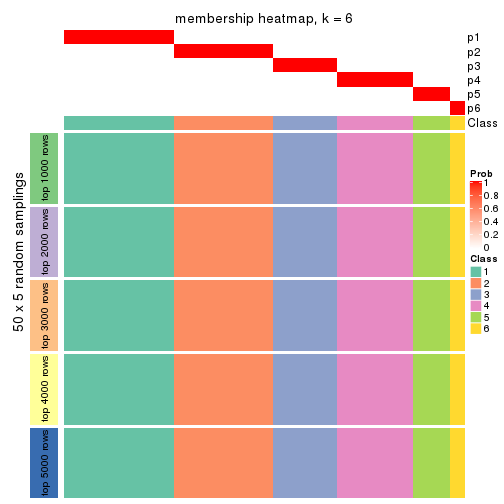 membership heatmap, k = 6
p1
p2
p3
p4
p5
p6
Class
50 x 5 random samplings
top 1000 rows
top 2000 rows
top 3000 rows
top 4000 rows
top 5000 rows
Prob
1
0.8
0.6
0.4
0.2
0
Class
1
2
3
4
5
6